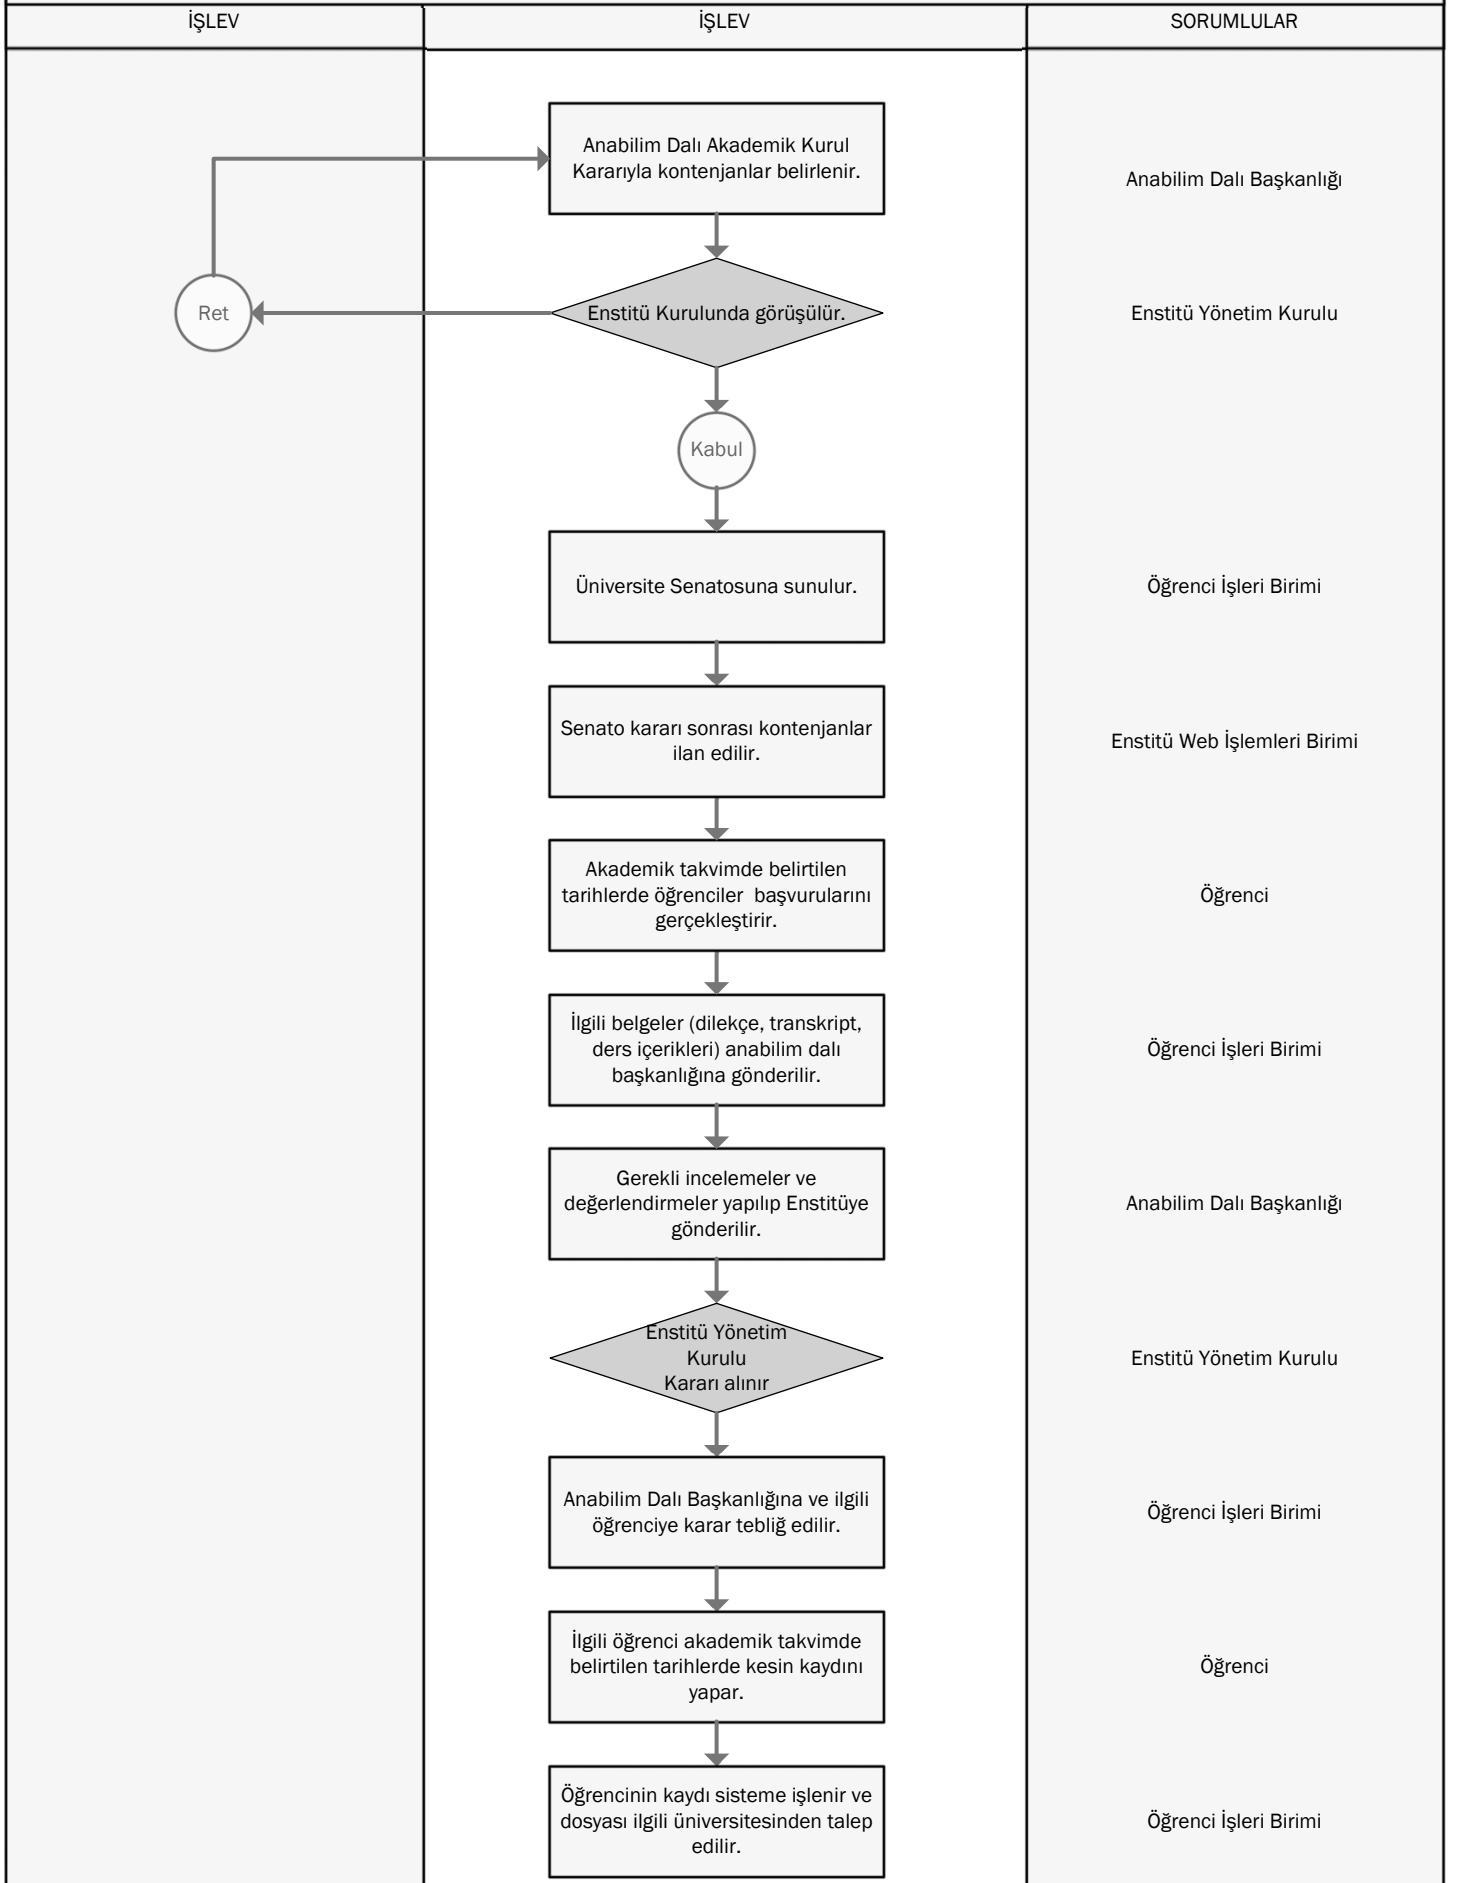 İŞLEV
İŞLEV
SORUMLULAR
Anabilim Dalı Akademik Kurul
Kararıyla kontenjanlar belirlenir.
Anabilim Dalı Başkanlığı
Ret
Enstitü Kurulunda görüşülür.
Enstitü Yönetim Kurulu
Kabul
Üniversite Senatosuna sunulur.
Öğrenci İşleri Birimi
Senato kararı sonrası kontenjanlar
ilan edilir.
Enstitü Web İşlemleri Birimi
Akademik takvimde belirtilen
tarihlerde öğrenciler  başvurularını
gerçekleştirir.
Öğrenci
İlgili belgeler (dilekçe, transkript,
ders içerikleri) anabilim dalı
başkanlığına gönderilir.
Öğrenci İşleri Birimi
Gerekli incelemeler ve
değerlendirmeler yapılıp Enstitüye
gönderilir.
Anabilim Dalı Başkanlığı
Enstitü Yönetim
Kurulu
Kararı alınır
Enstitü Yönetim Kurulu
Anabilim Dalı Başkanlığına ve ilgili
öğrenciye karar tebliğ edilir.
Öğrenci İşleri Birimi
İlgili öğrenci akademik takvimde
belirtilen tarihlerde kesin kaydını
yapar.
Öğrenci
Öğrencinin kaydı sisteme işlenir ve
dosyası ilgili üniversitesinden talep
edilir.
Öğrenci İşleri Birimi